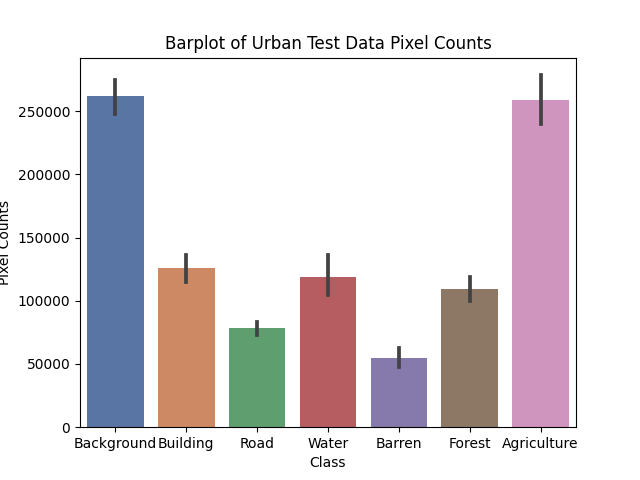 Barplot of Urban Test Data Pixel Counts
Pixel Counts
250000
200000
150000
100000
50000
0
Background Building Road Water Barren Forest Agriculture
Class